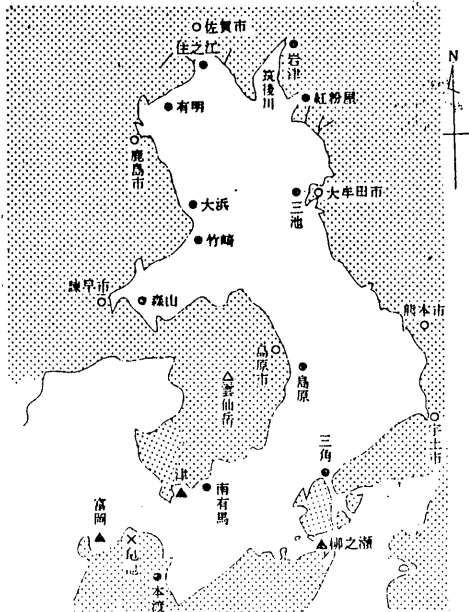 佐賀市
住之江
岩津
N
筑後川
紅粉屋
有明
鹿島市
大牟田市
三池
大浜
竹崎
諫早市
森山
熊本市
島原市
島原
雲仙岳
宇土市
三角
南有馬
富岡
柳之瀬
本渡